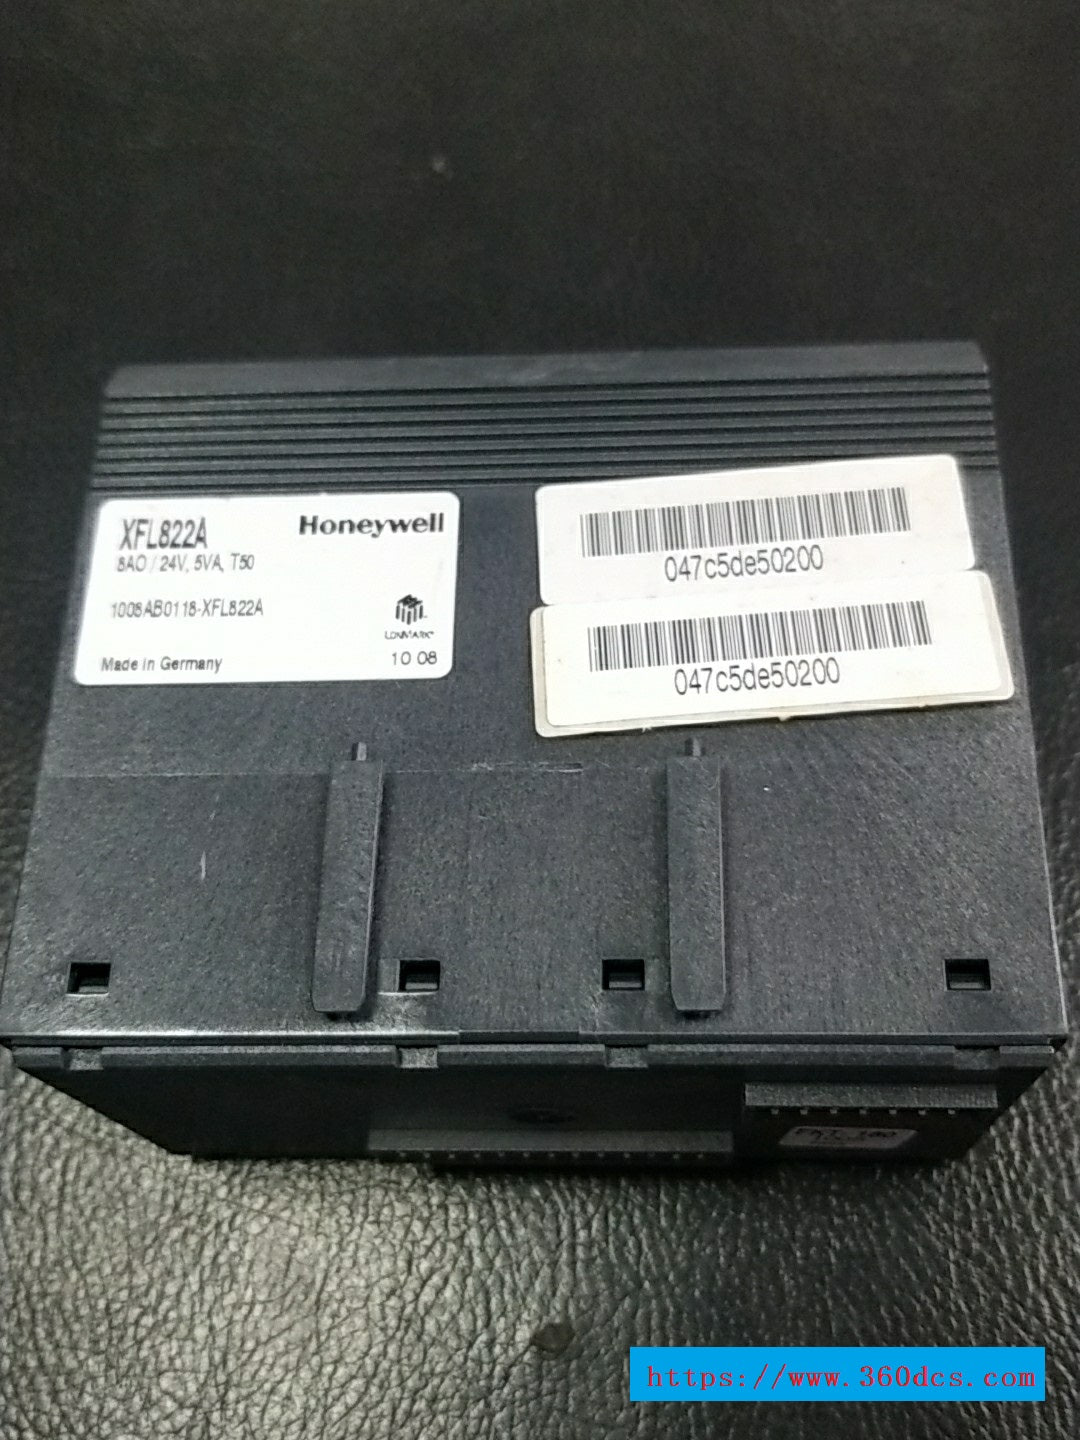 XFL822A
Honeywell
8AO / 24V, 5VA, T50
1008AB0118-XFL822A
LONMARK
Made in Germany
10 08
047c5de50200
047c5de50200
https://www.360dcs.com